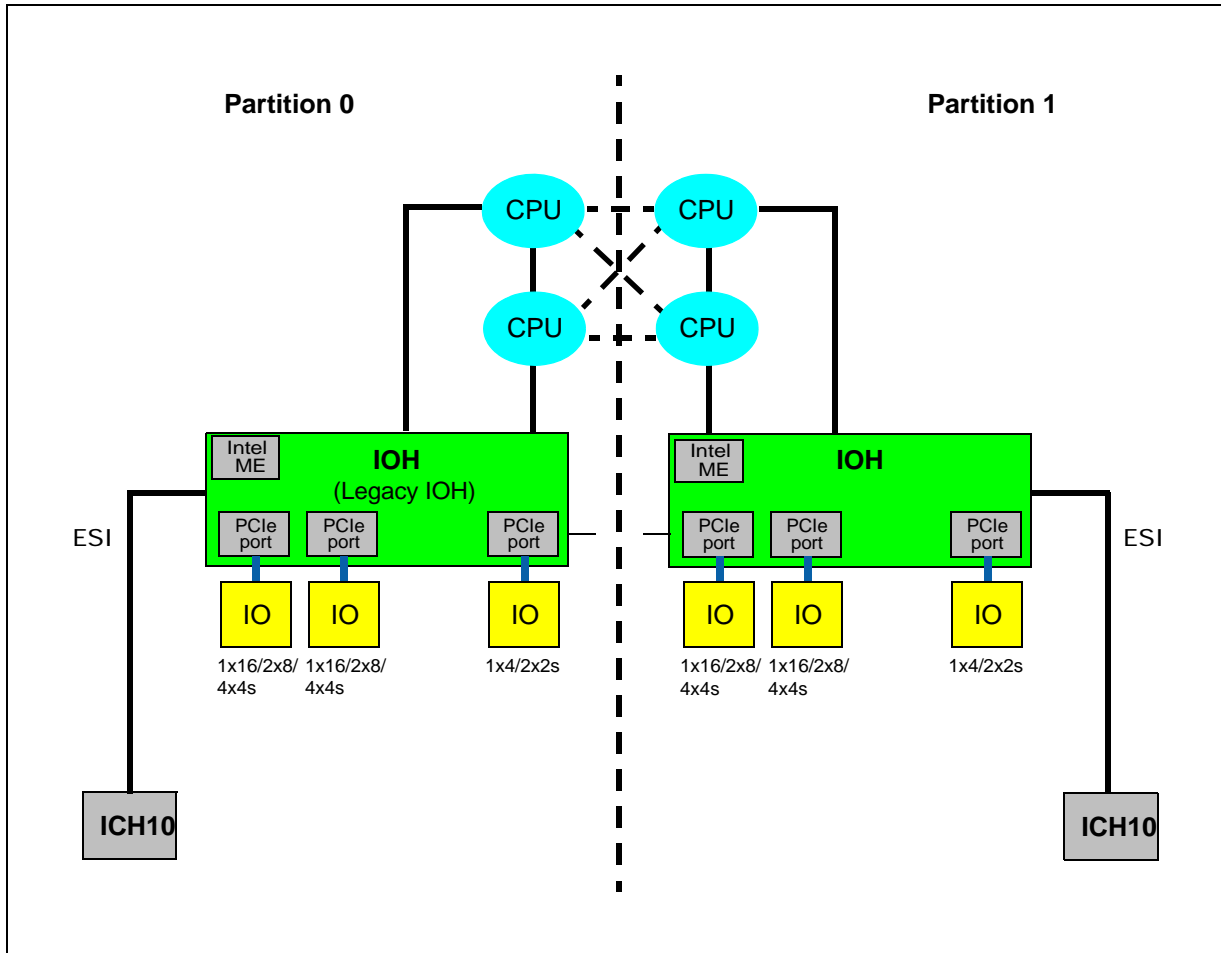 Partition 0
Partition 1
CPU
CPU
CPU
CPU
Intel
ME
IOH
(Legacy IOH)
Intel
ME
IOH
ESI
PCIe
port
PCIe
port
PCIe
port
PCIe
port
PCIe
port
PCIe
port
ESI
IO
IO
IO
IO
IO
IO
1x16/2x8/
4x4s
1x16/2x8/
4x4s
1x4/2x2s
1x16/2x8/
4x4s
1x16/2x8/
4x4s
1x4/2x2s
ICH10
ICH10